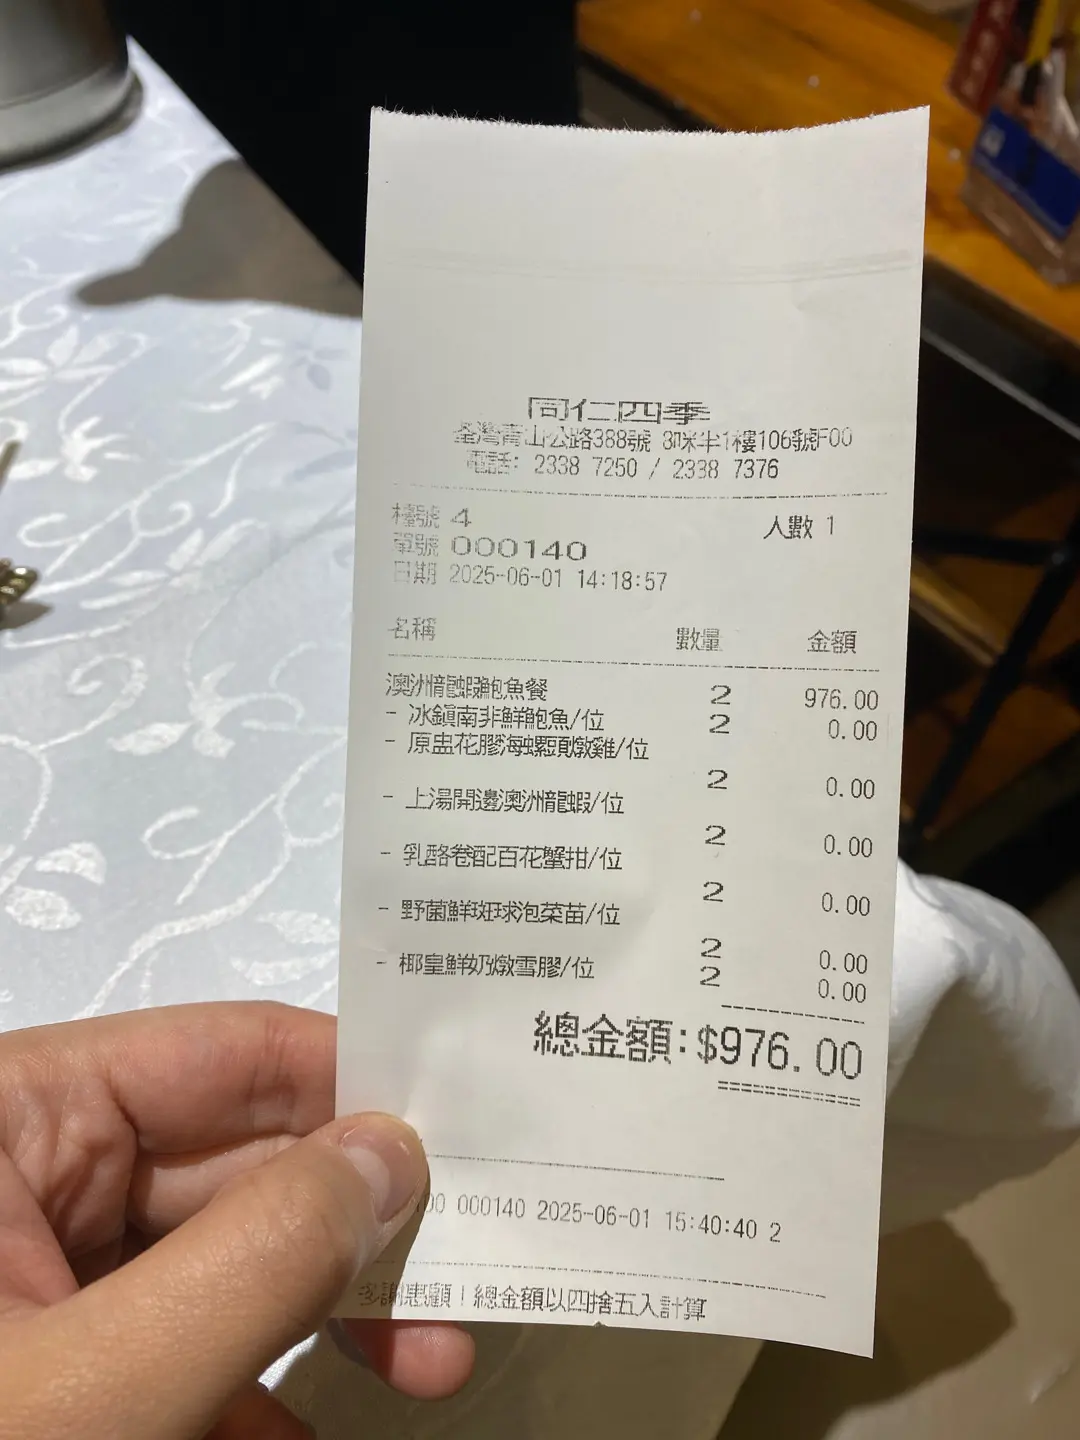 同仁四季
荃灣青山公路388號 8咪半1樓106號F00
電話: 2338 7250 / 2338 7376
檯號 4
人數 1
單號 000140
日期 2025-06-01 14:18:57
名稱 數量 金額
澳洲龍蝦鮑魚餐 2 976.00
- 冰鎮南非鮮鮑魚/位 2 0.00
- 原盅花膠海螺頭燉雞/位
2 0.00
- 上湯開邊澳洲龍蝦/位
2 0.00
- 乳酪卷配百花蟹拑/位
2 0.00
- 野菌鮮斑球泡菜苗/位
2 0.00
- 椰皇鮮奶燉雪膠/位
2 0.00
總金額:$976.00
00 000140 2025-06-01 15:40:40 2
多謝惠顧！總金額以四捨五入計算